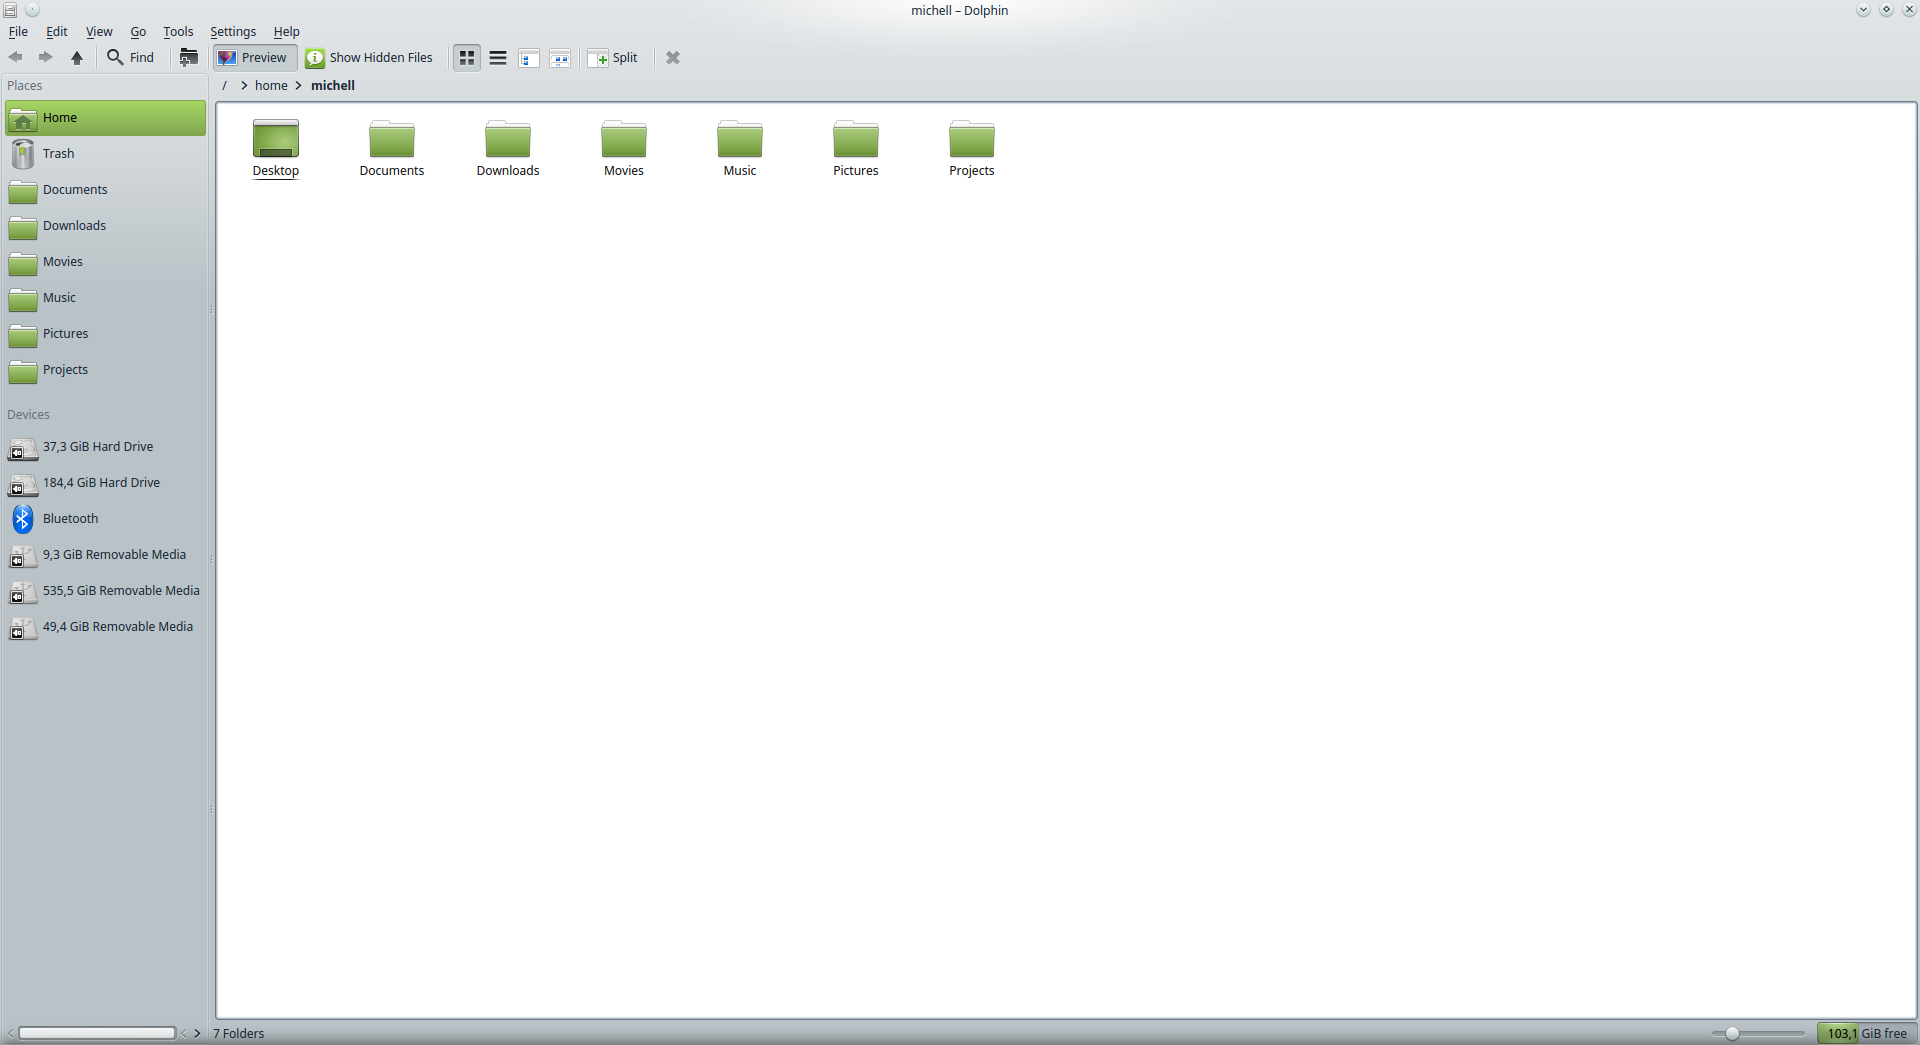 michell – Dolphin
File Edit View Go Tools Settings Help
Find Preview Show Hidden Files Split
Places
/ > home > michell
Home
Trash
Documents
Downloads
Movies
Music
Pictures
Projects
Desktop Documents Downloads Movies Music Pictures Projects
Devices
37,3 GiB Hard Drive
184,4 GiB Hard Drive
Bluetooth
9,3 GiB Removable Media
535,5 GiB Removable Media
49,4 GiB Removable Media
7 Folders
103,1 GiB free